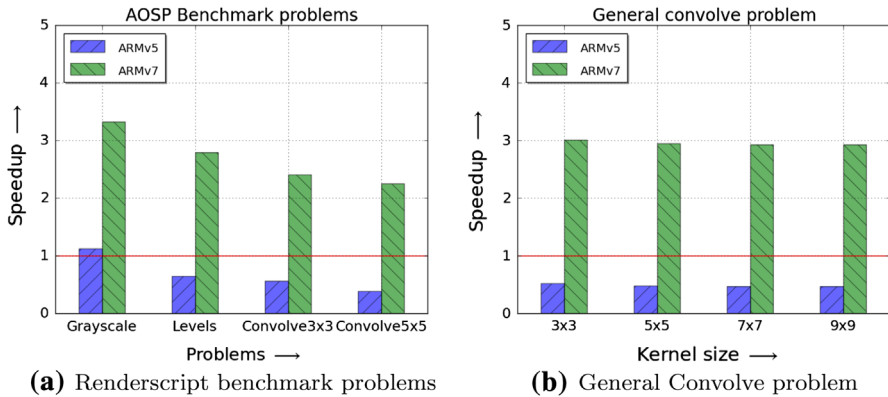 AOSP Benchmark problems
5
4
3
2
1
0
Speedup →
ARMv5
ARMv7
Grayscale Levels Convolve3x3 Convolve5x5
Problems →
(a) Renderscript benchmark problems
General convolve problem
5
4
3
2
1
0
Speedup →
ARMv5
ARMv7
3x3 5x5 7x7 9x9
Kernel size →
(b) General Convolve problem